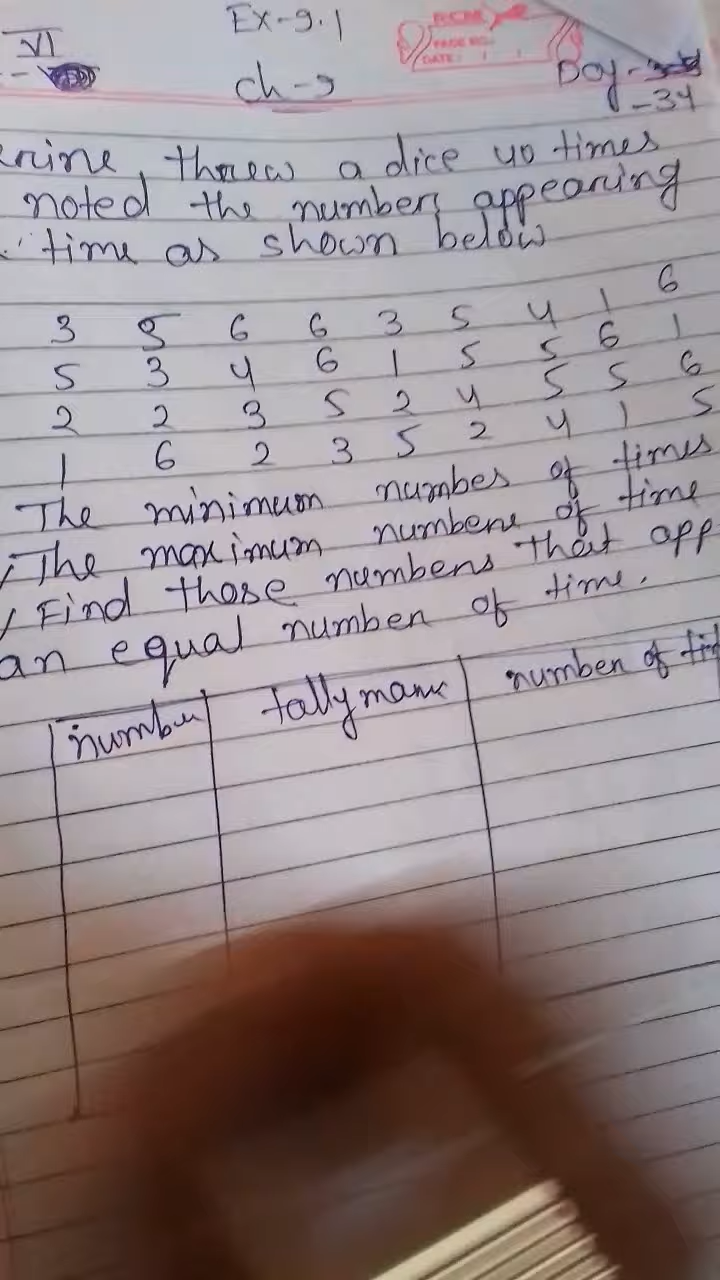 VI
Ex-9.1
PAGE NO.:
DATE: / /
ch-9
Day-
-34
threw a dice 40 times
noted the number appearing
time as shown below
3 5 6 6 3 5 4 1 6
5 3 4 6 1 5 5 6 1
2 2 3 5 2 4 5 5 6
1 6 2 3 5 2 4 1 5
The minimum number of times
The maximum numbere of time
Find those numbers that app
an equal number of time.
number tally mark number of